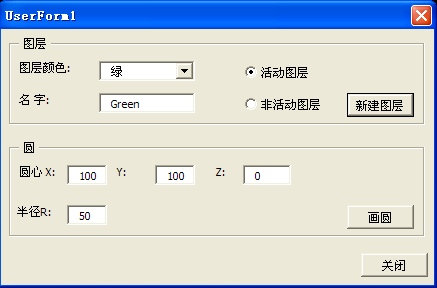 UserForm1
图层
图层颜色: 绿 活动图层
名 字: Green 非活动图层 新建图层
圆
圆心 X: 100 Y: 100 Z: 0
半径R: 50 画圆
关闭